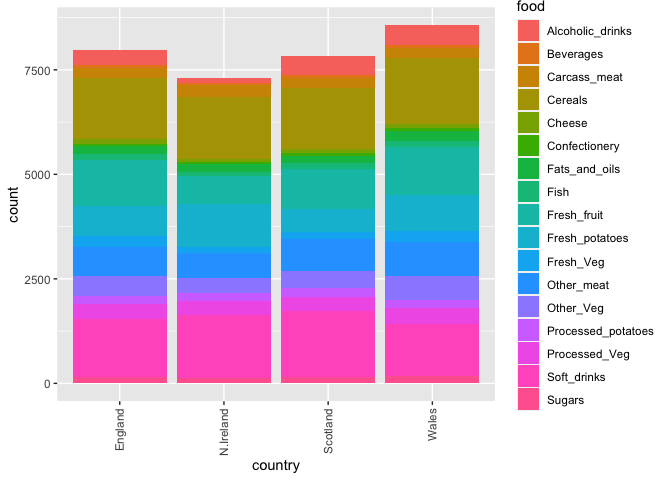 food
Alcoholic_drinks
Beverages
Carcass_meat
Cereals
Cheese
Confectionery
Fats_and_oils
Fish
Fresh_fruit
Fresh_potatoes
Fresh_Veg
Other_meat
Other_Veg
Processed_potatoes
Processed_Veg
Soft_drinks
Sugars
count
7500
5000
2500
0
England
N.Ireland
Scotland
Wales
country